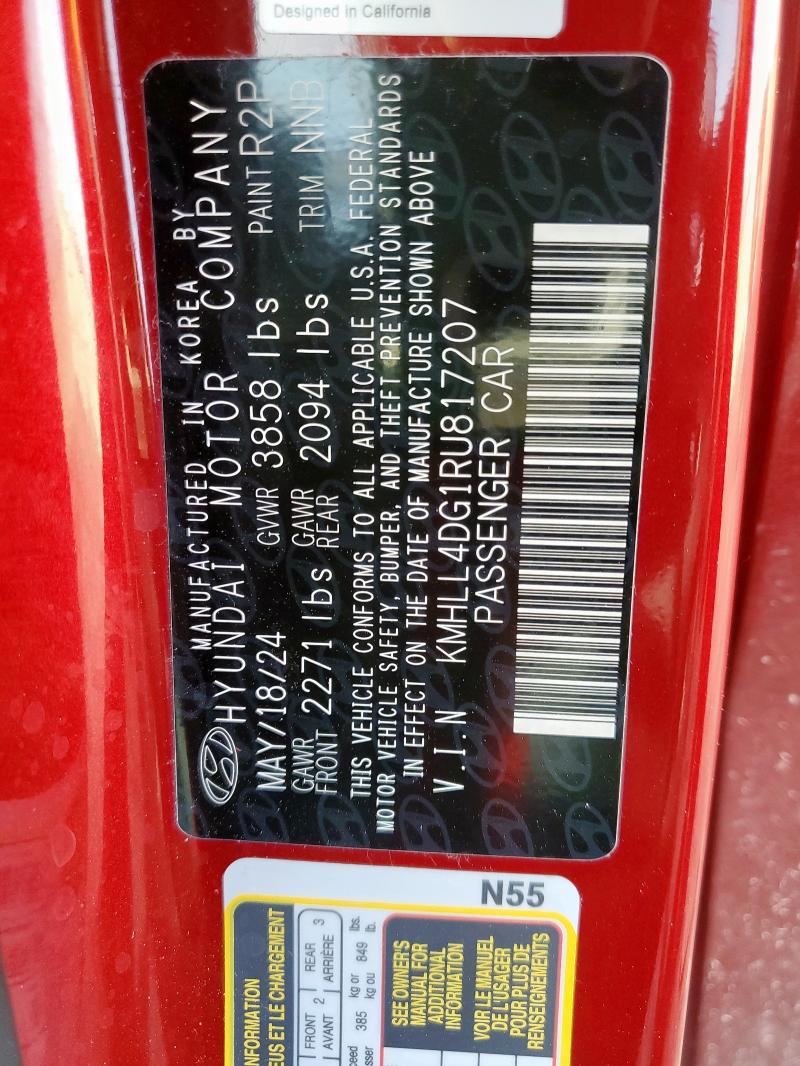 Designed in California
MANUFACTURED IN KOREA BY
HYUNDAI MOTOR COMPANY
MAY/18/24 GVWR 3858 lbs PAINT R2P
GAWR FRONT 2271 lbs GAWR REAR 2094 lbs TRIM NNB
THIS VEHICLE CONFORMS TO ALL APPLICABLE U.S.A. FEDERAL
MOTOR VEHICLE SAFETY, BUMPER, AND THEFT PREVENTION STANDARDS
IN EFFECT ON THE DATE OF MANUFACTURE SHOWN ABOVE
V.I.N KMHLL4DG1RU817207
PASSENGER CAR
N55
INFORMATION
ET LE CHARGEMENT
FRONT 2 REAR 3
AVANT ARRIÈRE
385 kg or 849 lbs.
kg ou lb.
SEE OWNER'S
MANUAL FOR
ADDITIONAL
INFORMATION
VOIR LE MANUEL
DE L'USAGER
POUR PLUS DE
RENSEIGNEMENTS